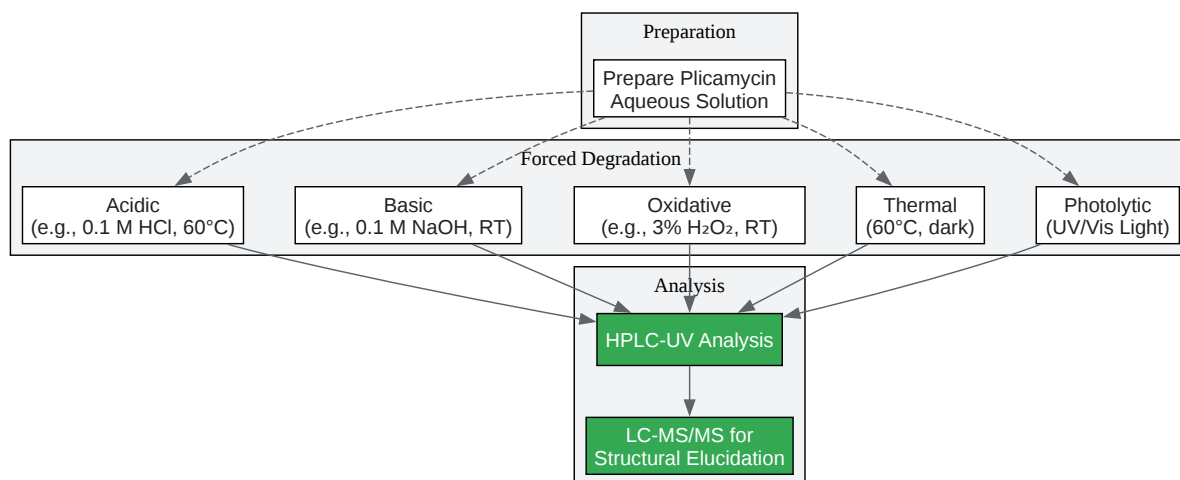 Preparation
Prepare Plicamycin
Aqueous Solution
Forced Degradation
Acidic
(e.g., 0.1 M HCl, 60°C)
Basic
(e.g., 0.1 M NaOH, RT)
Oxidative
(e.g., 3% H₂O₂, RT)
Thermal
(60°C, dark)
Photolytic
(UV/Vis Light)
Analysis
HPLC-UV Analysis
LC-MS/MS for
Structural Elucidation